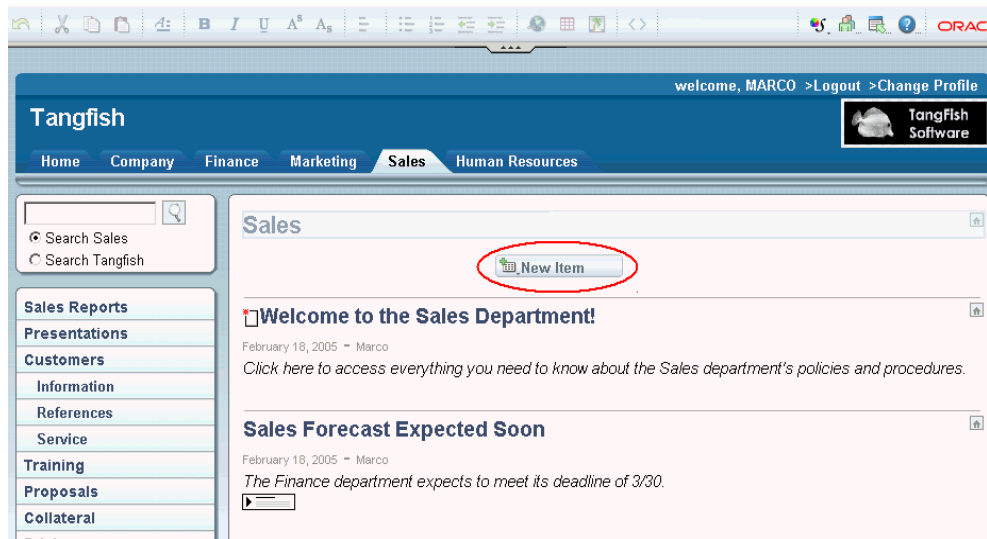 B I U Aˢ Aₛ
ORAC
welcome, MARCO >Logout >Change Profile
Tangfish
TangFish
Software
Home Company Finance Marketing Sales Human Resources
Search Sales
Search Tangfish
Sales Reports
Presentations
Customers
Information
References
Service
Training
Proposals
Collateral
Sales
New Item
Welcome to the Sales Department!
February 18, 2005 - Marco
Click here to access everything you need to know about the Sales department's policies and procedures.
Sales Forecast Expected Soon
February 18, 2005 - Marco
The Finance department expects to meet its deadline of 3/30.